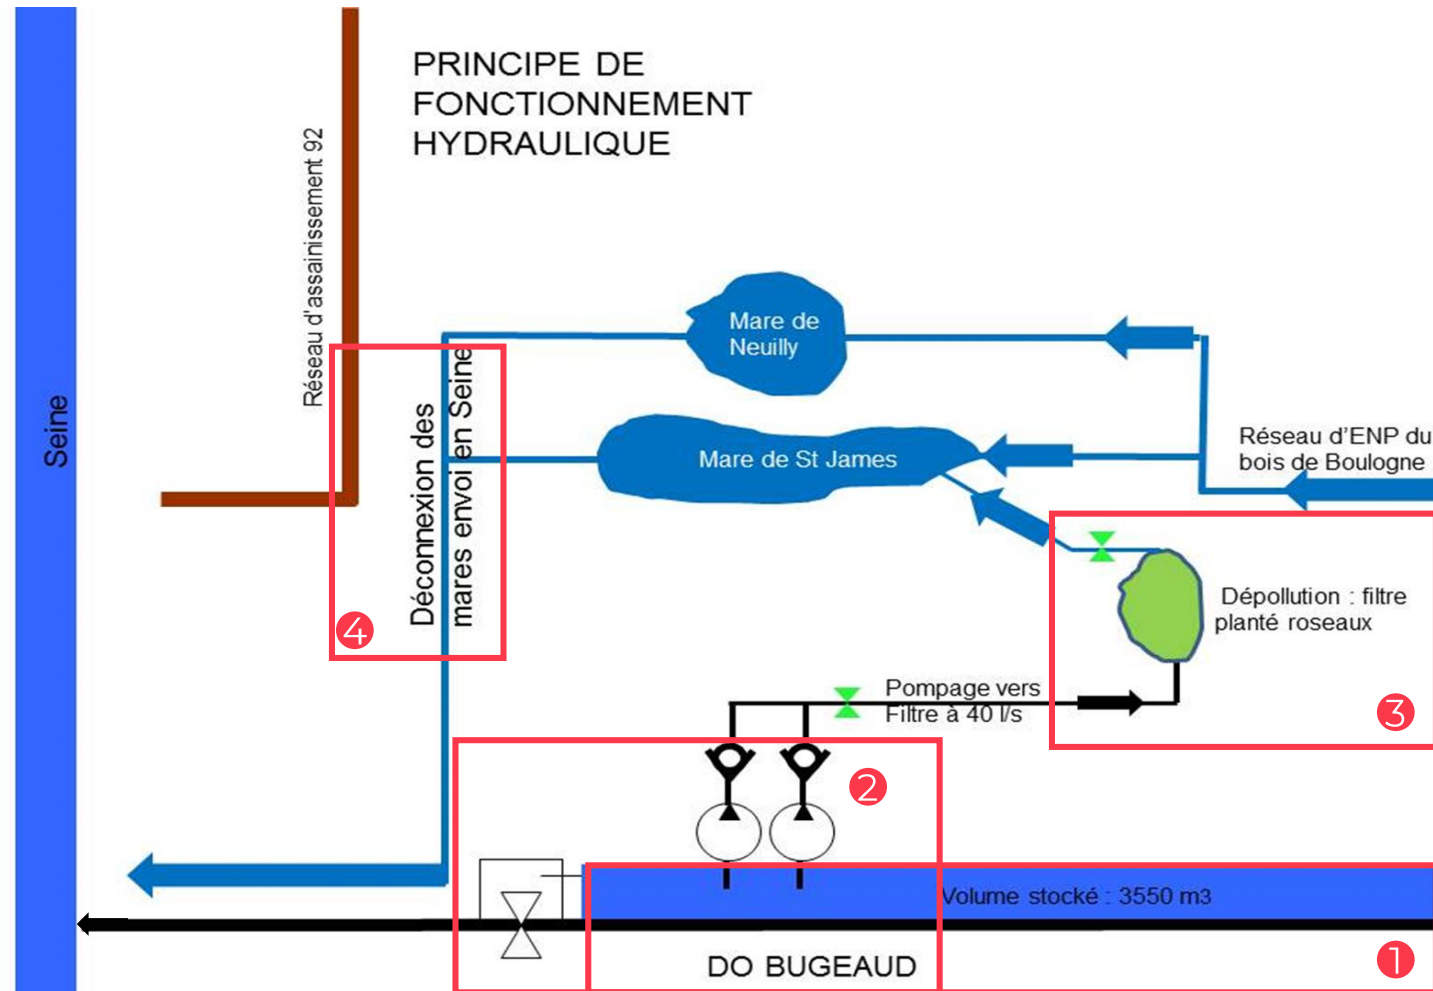 PRINCIPE DE
FONCTIONNEMENT
HYDRAULIQUE
Réseau d'assainissement 92
Seine
Mare de
Neuilly
Mare de St James
Réseau d'ENP du
bois de Boulogne
Déconnexion des
mares envoi en Seine
4
Dépollution : filtre
planté roseaux
3
Pompage vers
Filtre à 40 l/s
2
Volume stocké : 3550 m3
DO BUGEAUD
1